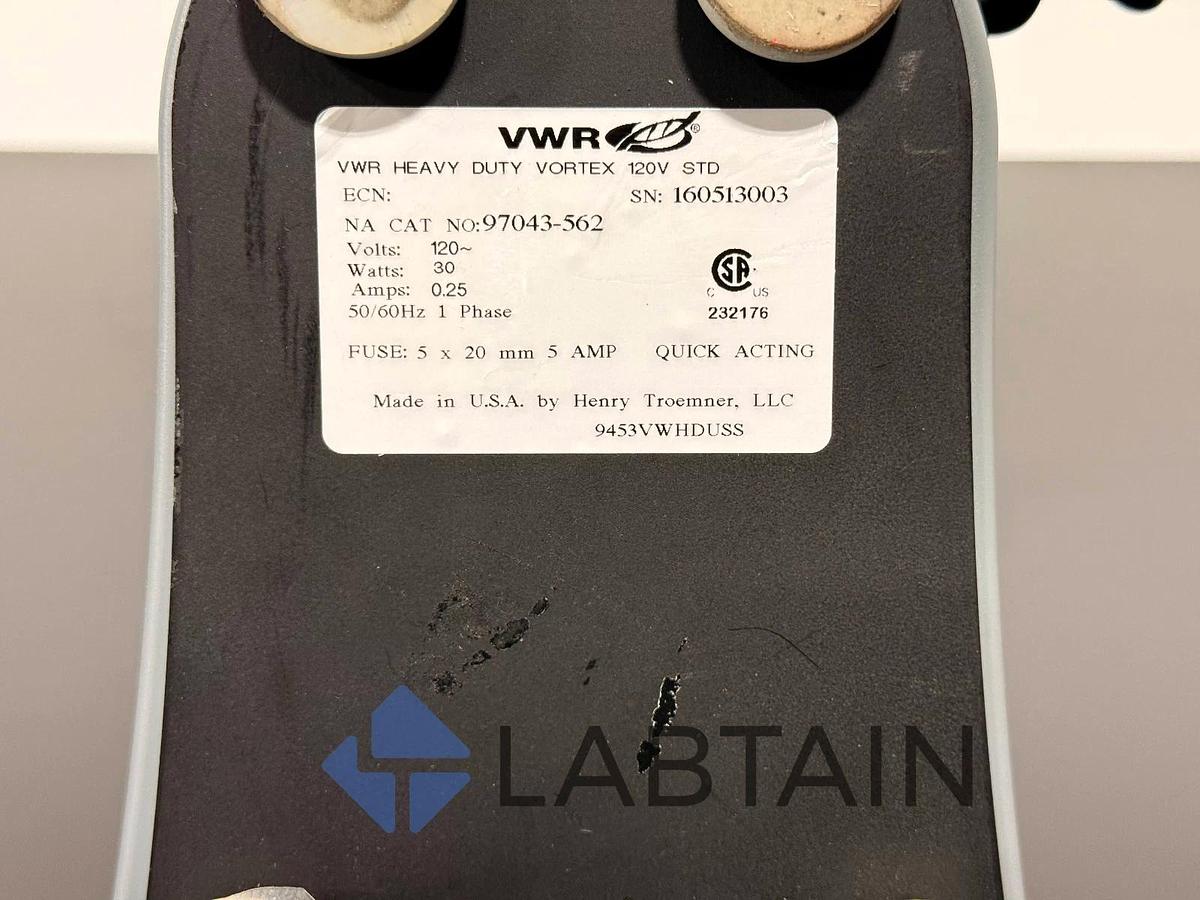 VWR ®
VWR HEAVY DUTY VORTEX 120V STD
ECN: SN: 160513003
NA CAT NO:97043-562
Volts: 120~
Watts: 30
Amps: 0.25
50/60Hz 1 Phase
SA
C US
232176
FUSE: 5 x 20 mm 5 AMP QUICK ACTING
Made in U.S.A. by Henry Troemner, LLC
9453VWHDUSS
LABTAIN